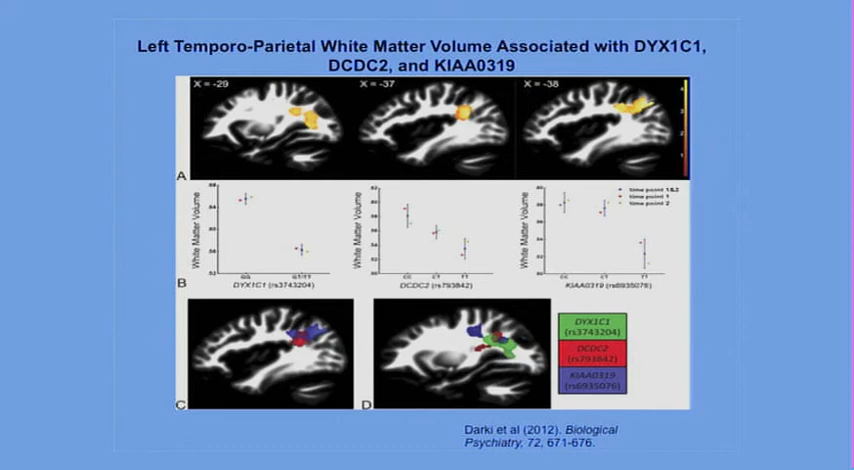 Left Temporo-Parietal White Matter Volume Associated with DYX1C1,
DCDC2, and KIAA0319
X = -29
X = -37
X = -38
A
White Matter Volume
GG
GT/TT
DYX1C1 (rs3743204)
White Matter Volume
CC
CT
TT
DCDC2 (rs793842)
White Matter Volume
CC
CT
TT
KIAA0319 (rs6935076)
time point 1&2
time point 1
time point 2
B
C
D
DYX1C1
(rs3743204)
DCDC2
(rs793842)
KIAA0319
(rs6935076)
Darki et al (2012). Biological
Psychiatry, 72, 671-676.